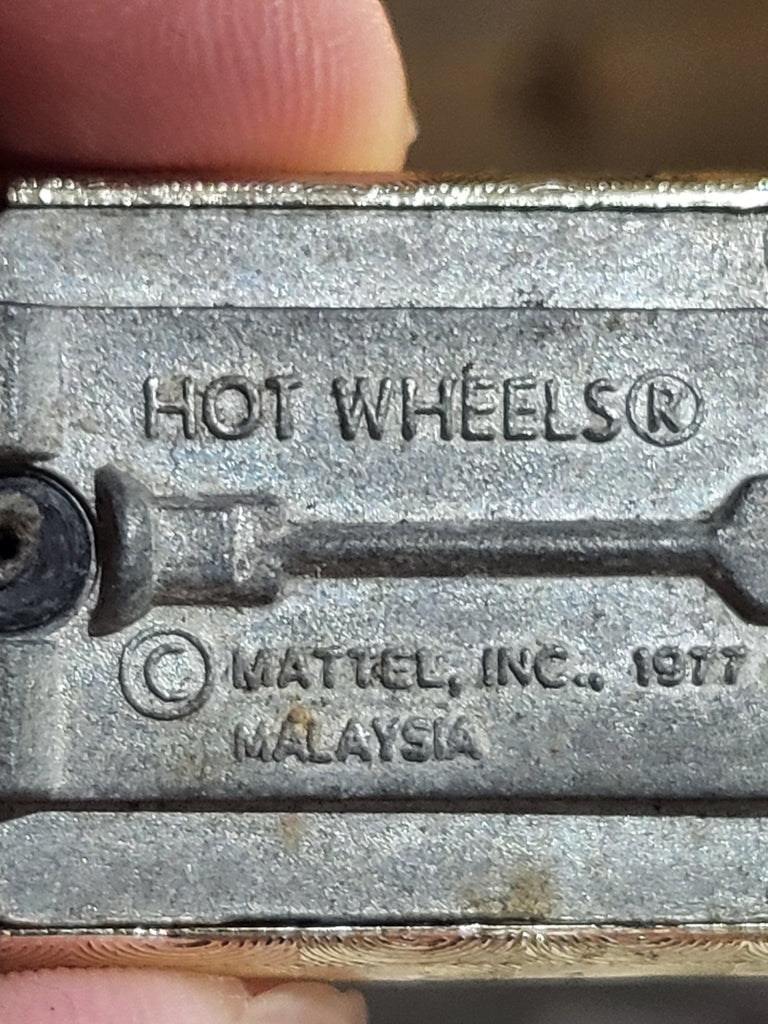 HOT WHEELS®
© MATTEL, INC., 1977
MALAYSIA